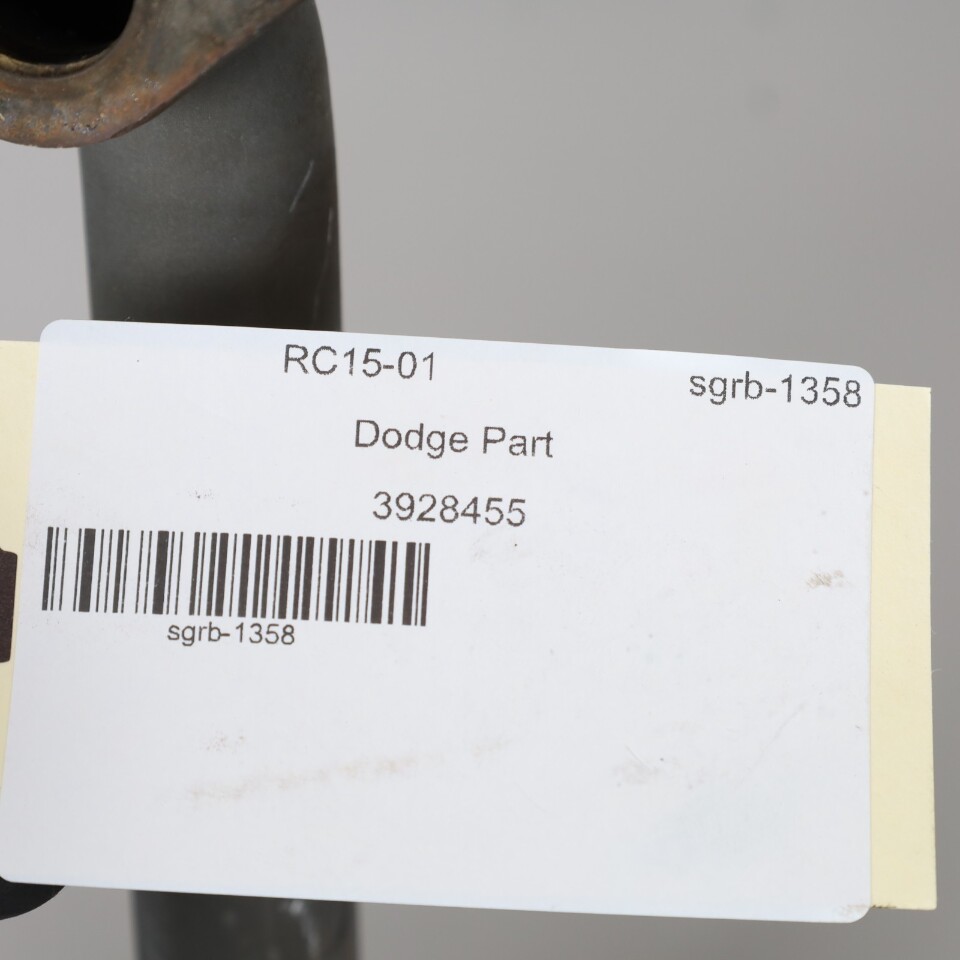 RC15-01
sgrb-1358
Dodge Part
3928455
sgrb-1358